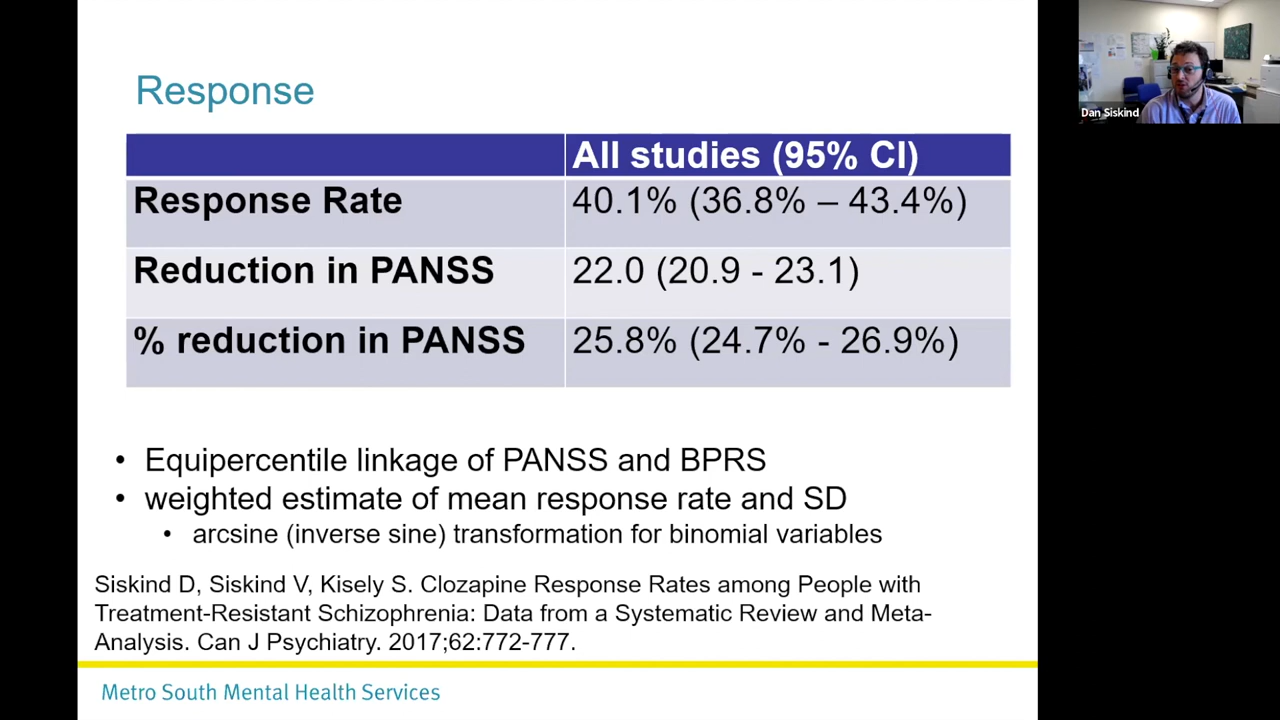 Response
All studies (95% CI)
Response Rate 40.1% (36.8% – 43.4%)
Reduction in PANSS 22.0 (20.9 - 23.1)
% reduction in PANSS 25.8% (24.7% - 26.9%)
• Equipercentile linkage of PANSS and BPRS
• weighted estimate of mean response rate and SD
• arcsine (inverse sine) transformation for binomial variables
Siskind D, Siskind V, Kisely S. Clozapine Response Rates among People with
Treatment-Resistant Schizophrenia: Data from a Systematic Review and Meta-
Analysis. Can J Psychiatry. 2017;62:772-777.
Metro South Mental Health Services
Dan Siskind